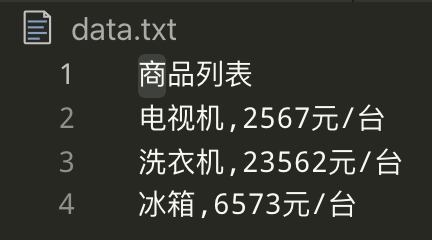 data.txt
1 商品列表
2 电视机,2567元/台
3 洗衣机,23562元/台
4 冰箱,6573元/台